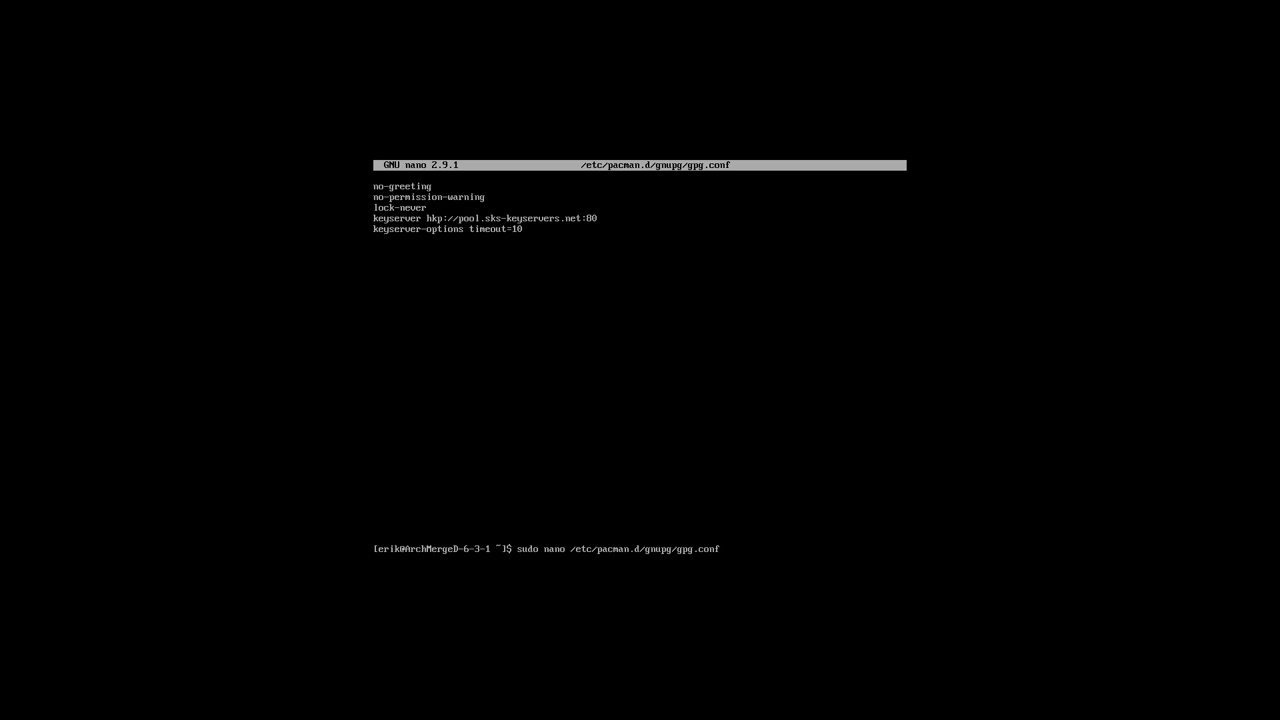 GNU nano 2.9.1 /etc/pacman.d/gnupg/gpg.conf
no-greeting
no-permission-warning
lock-never
keyserver hkp://pool.sks-keyservers.net:80
keyserver-options timeout=10
[erik@ArchMergeD-6-3-1 ~]$ sudo nano /etc/pacman.d/gnupg/gpg.conf